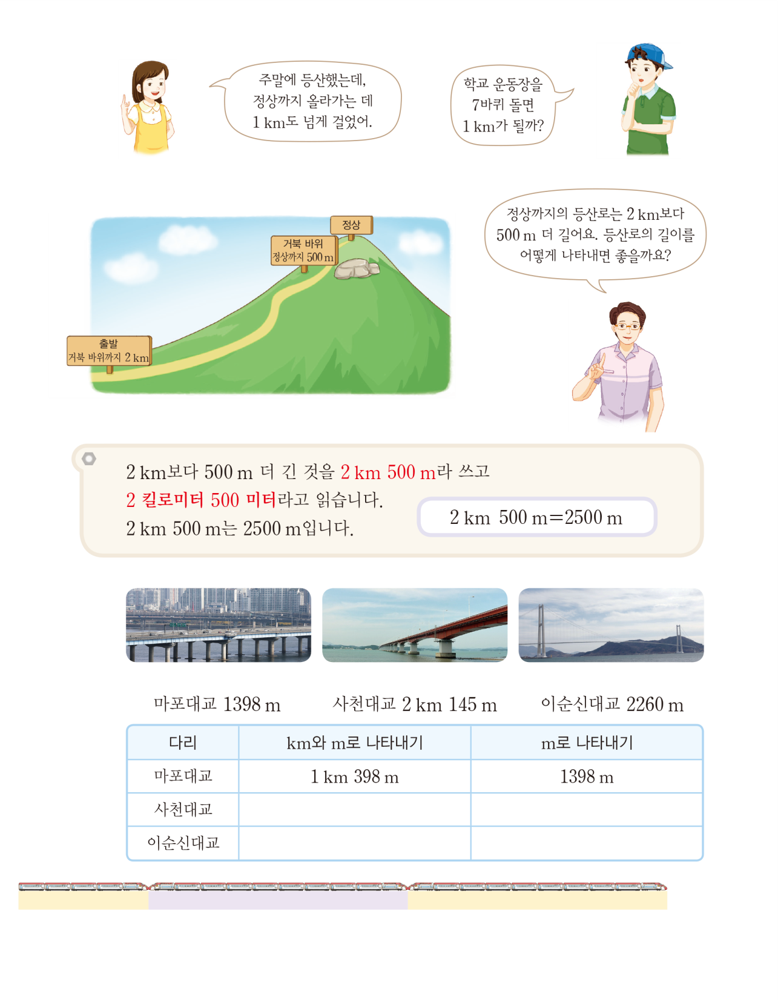 주말에 등산했는데,
정상까지 올라가는 데
1 km도 넘게 걸었어.
학교 운동장을
7바퀴 돌면
1 km가 될까?
정상까지의 등산로는 2 km보다
500 m 더 길어요. 등산로의 길이를
어떻게 나타내면 좋을까요?
정상
거북 바위
정상까지 500 m
출발
거북 바위까지 2 km
2 km보다 500 m 더 긴 것을 2 km 500 m라 쓰고
2 킬로미터 500 미터라고 읽습니다.
2 km 500 m는 2500 m입니다.
2 km 500 m=2500 m
마포대교 1398 m 사천대교 2 km 145 m 이순신대교 2260 m
다리 km와 m로 나타내기 m로 나타내기
마포대교 1 km 398 m 1398 m
사천대교
이순신대교